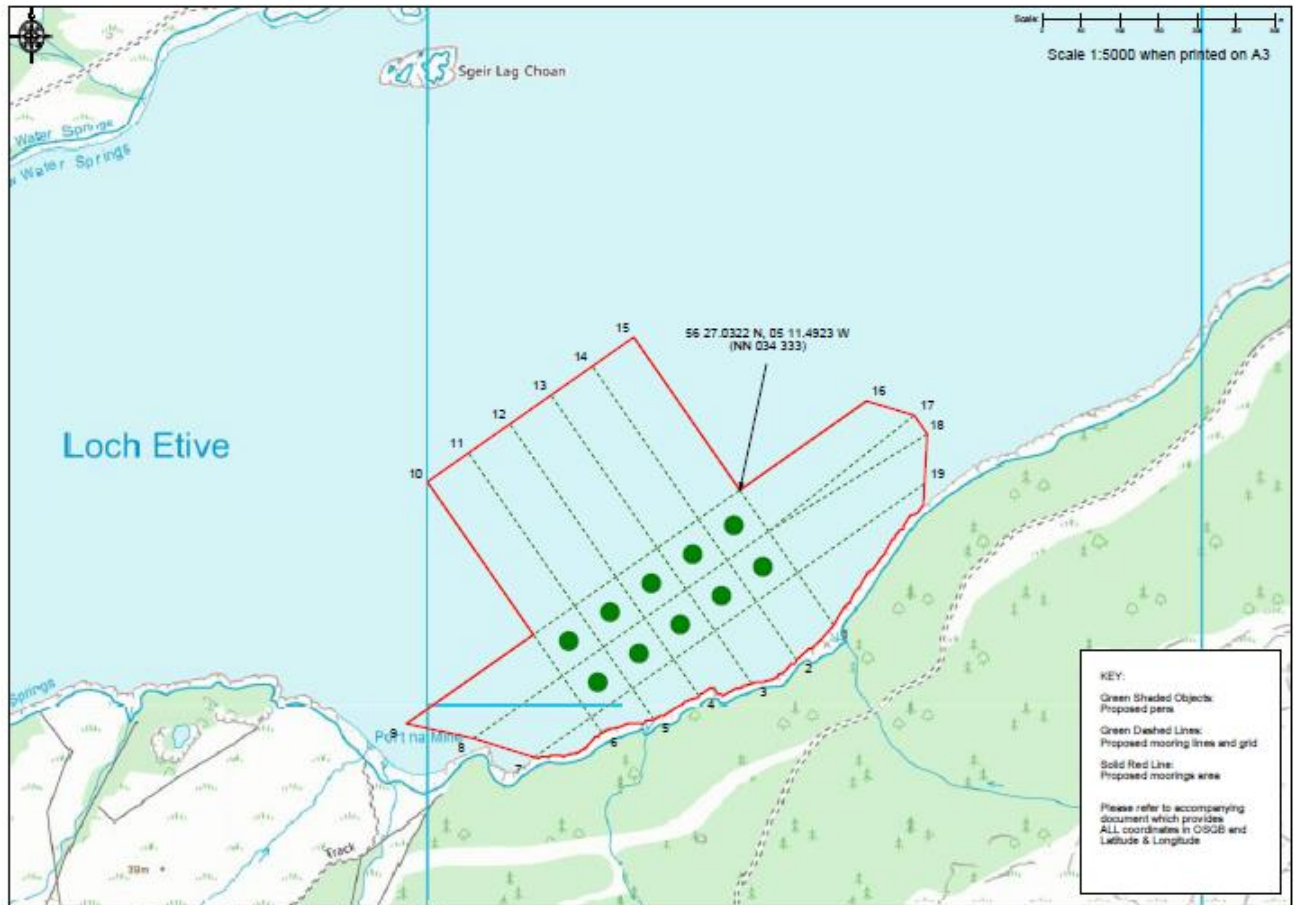 Scale:
Scale 1:5000 when printed on A3
Sgeir Lag Choan
Water Springs
w Water Springs
15
56 27.0322 N, 05 11.4923 W
(NN 034 333)
14
13
16
12
17
18
11
Loch Etive
10
19
1
2
3
4
5
6
7
8
9
Springs
Port na Mine
Track
39m
KEY:
Green Shaded Objects:
Proposed pens
Green Dashed Lines:
Proposed mooring lines and grid
Solid Red Line:
Proposed moorings area
Please refer to accompanying
document which provides
ALL coordinates in OSGB and
Latitude & Longitude